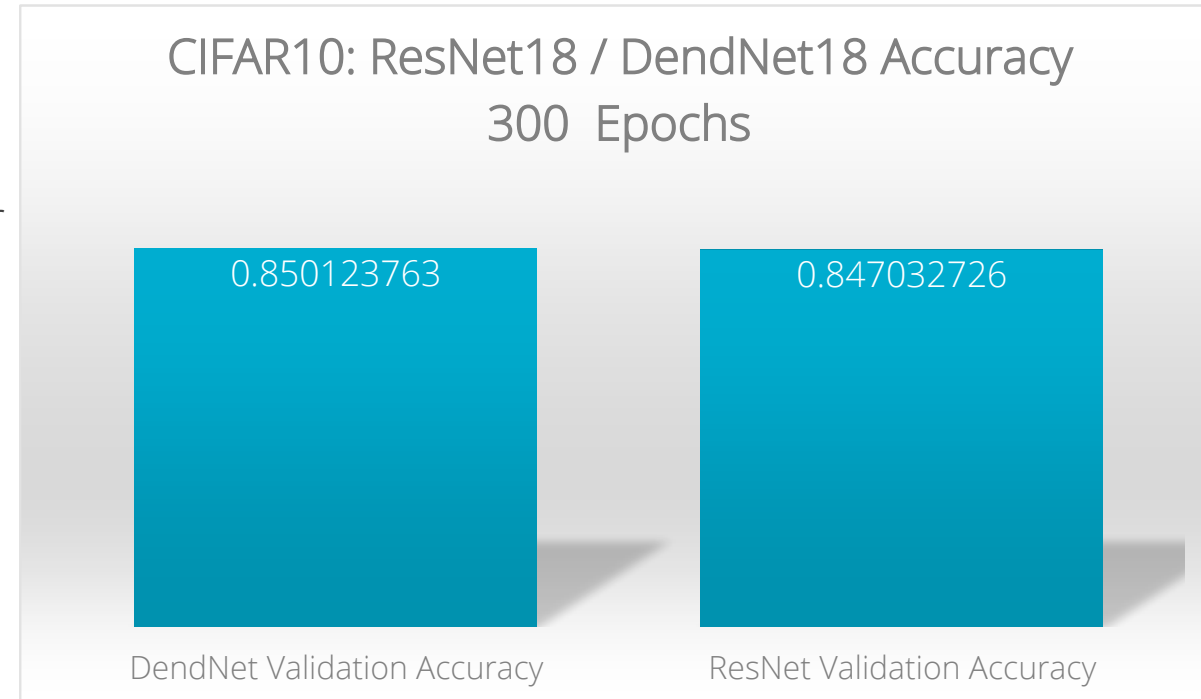 CIFAR10: ResNet18 / DendNet18 Accuracy
300 Epochs
0.850123763
0.847032726
DendNet Validation Accuracy
ResNet Validation Accuracy